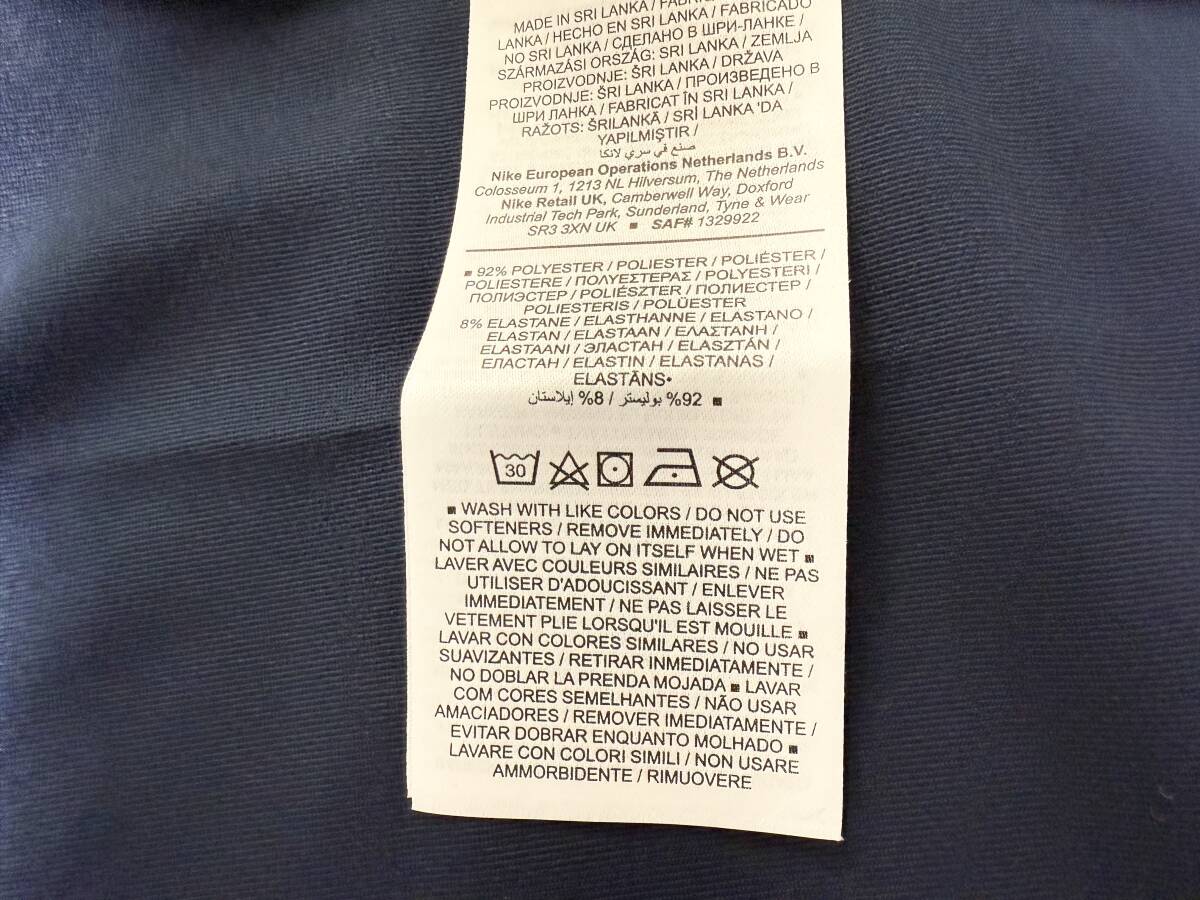 MADE IN SRI LANKA /
LANKA / HECHO EN SRI LANKA / FABRICADO
NO SRI LANKA / СДЕЛАНО В ШРИ-ЛАНКЕ /
SZÁRMAZÁSI ORSZÁG: SRI LANKA / ZEMLJA
PROIZVODNJE: ŠRI LANKA / DRŽAVA
PROIZVODNJE: ŠRI LANKA / ПРОИЗВЕДЕНО В
ШРИ ЛАНКА / FABRICAT ÎN SRI LANKA /
RAŽOTS: ŠRILANKĀ / SRİ LANKA 'DA
YAPILMIŞTIR /
صنع في سري لانكا
Nike European Operations Netherlands B.V.
Colosseum 1, 1213 NL Hilversum, The Netherlands
Nike Retail UK, Camberwell Way, Doxford
Industrial Tech Park, Sunderland, Tyne & Wear
SR3 3XN UK ■ SAF# 1329922
■ 92% POLYESTER / POLIESTER / POLIÉSTER /
POLIESTERE / ΠΟΛΥΕΣΤΕΡΑΣ / POLYESTERI /
ПОЛИЭСТЕР / POLIÉSZTER / ПОЛИЕСТЕР /
POLIESTERIS / POLÜESTER
8% ELASTANE / ELASTHANNE / ELASTANO /
ELASTAN / ELASTAAN / ΕΛΑΣΤΑΝΗ /
ELASTAANI / ЭЛАСТАН / ELASZTÁN /
ЕЛАСТАН / ELASTIN / ELASTANAS /
ELASTĀNS•
■ 92% بوليستر / 8% إيلاستان
30
■ WASH WITH LIKE COLORS / DO NOT USE
SOFTENERS / REMOVE IMMEDIATELY / DO
NOT ALLOW TO LAY ON ITSELF WHEN WET ■
LAVER AVEC COULEURS SIMILAIRES / NE PAS
UTILISER D'ADOUCISSANT / ENLEVER
IMMEDIATEMENT / NE PAS LAISSER LE
VETEMENT PLIE LORSQU'IL EST MOUILLE ■
LAVAR CON COLORES SIMILARES / NO USAR
SUAVIZANTES / RETIRAR INMEDIATAMENTE /
NO DOBLAR LA PRENDA MOJADA ■ LAVAR
COM CORES SEMELHANTES / NÃO USAR
AMACIADORES / REMOVER IMEDIATAMENTE /
EVITAR DOBRAR ENQUANTO MOLHADO ■
LAVARE CON COLORI SIMILI / NON USARE
AMMORBIDENTE / RIMUOVERE